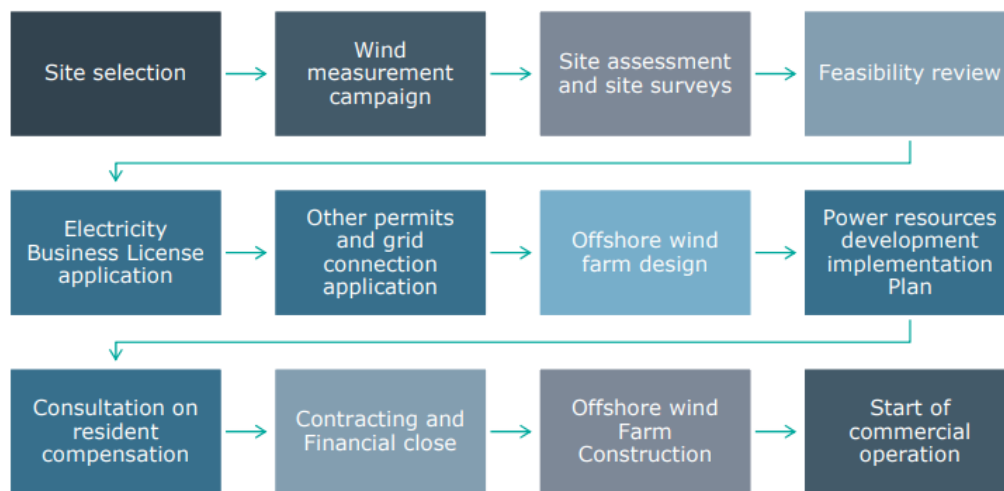 Site selection
Wind
measurement
campaign
Site assessment
and site surveys
Feasibility review
Electricity
Business License
application
Other permits
and grid
connection
application
Offshore wind
farm design
Power resources
development
implementation
Plan
Consultation on
resident
compensation
Contracting and
Financial close
Offshore wind
Farm
Construction
Start of
commercial
operation